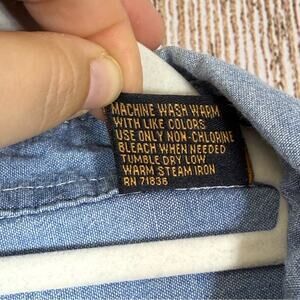 MACHINE WASH WARM
WITH LIKE COLORS
USE ONLY NON-CHLORINE
BLEACH WHEN NEEDED
TUMBLE DRY LOW
WARM STEAM IRON
RN 71836